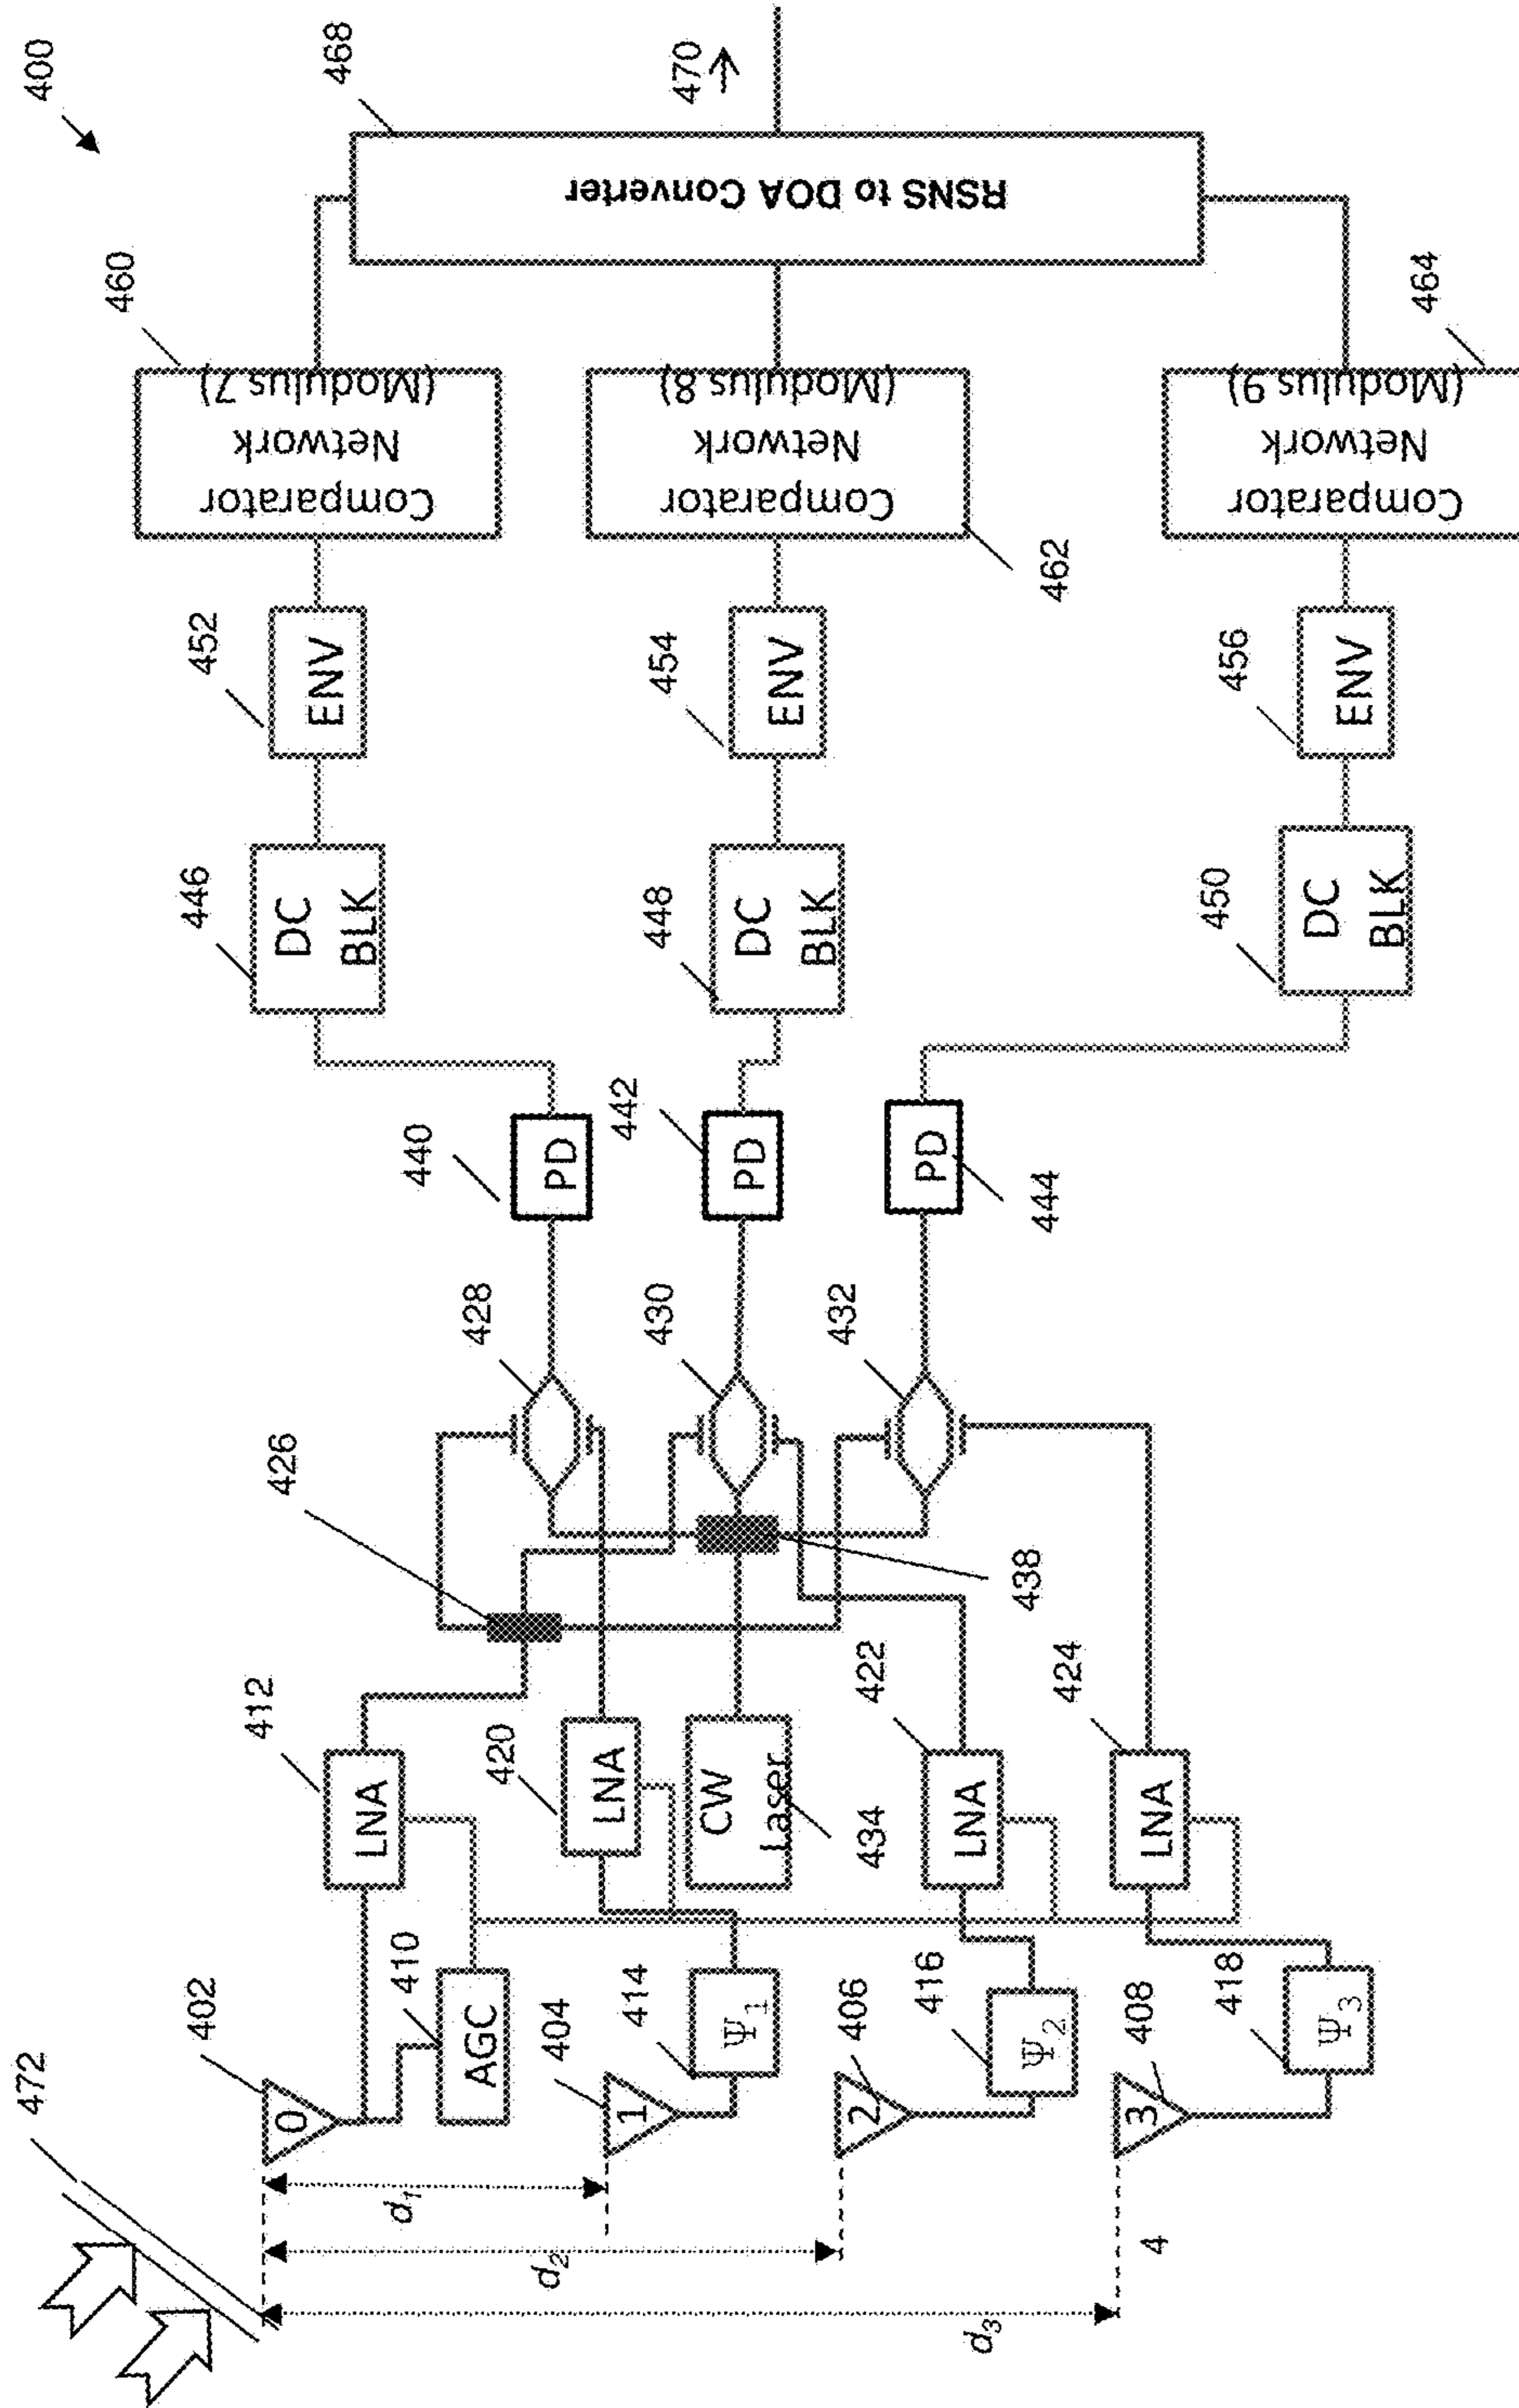 400
472
402
0
410
AGC
412
LNA
404
1
414
Ψ1
420
LNA
CW
Laser
434
406
2
416
Ψ2
422
LNA
408
3
418
Ψ3
424
LNA
d1
d2
d3
4
426
438
428
430
432
440
PD
442
PD
444
PD
446
DC
BLK
448
DC
BLK
450
DC
BLK
452
ENV
454
ENV
456
ENV
460
Comparator
Network
(Modulus 7)
462
Comparator
Network
(Modulus 8)
464
Comparator
Network
(Modulus 9)
468
RSNS to DOA Converter
470